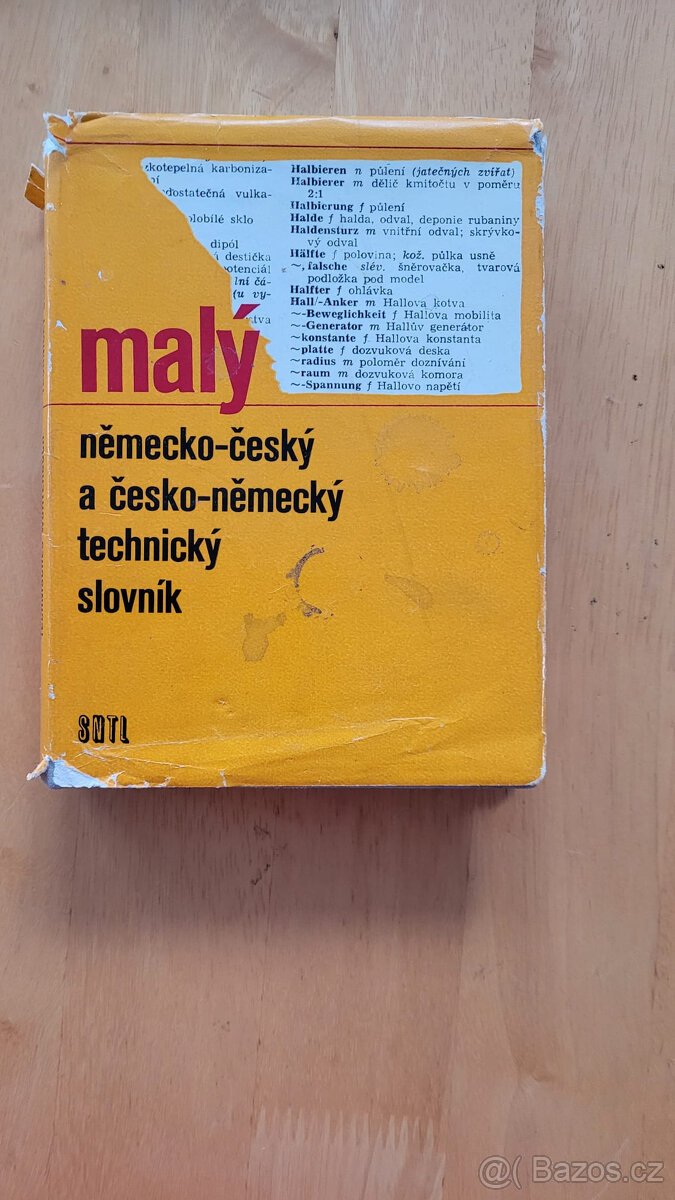 zkotepelná karboniza-
dostatečná vulka-
olobílé sklo
dipól
destička
potenciál
lní čá-
(u vy-
Halbieren n půlení (jatečných zvířat)
Halbierer m dělič kmitočtu v poměru
2:1
Halbierung f půlení
Halde f halda, odval, deponie rubaniny
Haldensturz m vnitřní odval; skrývko-
vý odval
Hälfte f polovina; kož. půlka usně
~, falsche slév. šněrovačka, tvarová
podložka pod model
Halfter f ohlávka
Hall/-Anker m Hallova kotva
~-Beweglichkeit f Hallova mobilita
~-Generator m Hallův generátor
~konstante f Hallova konstanta
~platte f dozvuková deska
~radius m poloměr doznívání
~raum m dozvuková komora
~-Spannung f Hallovo napětí
malý
německo-český
a česko-německý
technický
slovník
SNTL
@( Bazos.cz